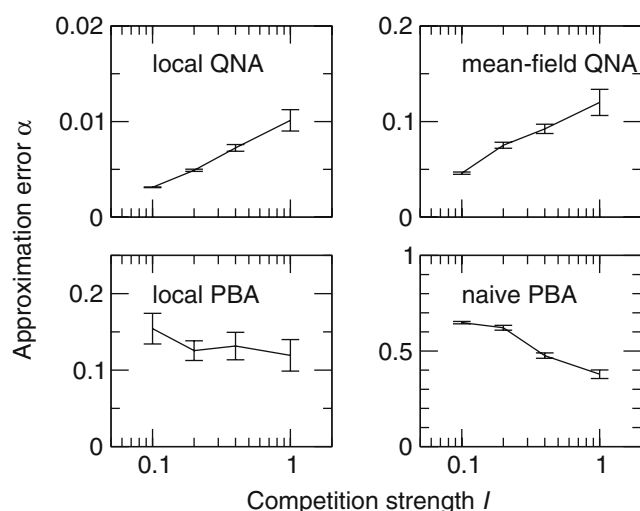 Approximation error α
0.02
0.01
0
local QNA
0.2
0.1
0
mean-field QNA
0.2
0.1
0
local PBA
1
0.5
0
naive PBA
0.1 1
0.1 1
Competition strength I